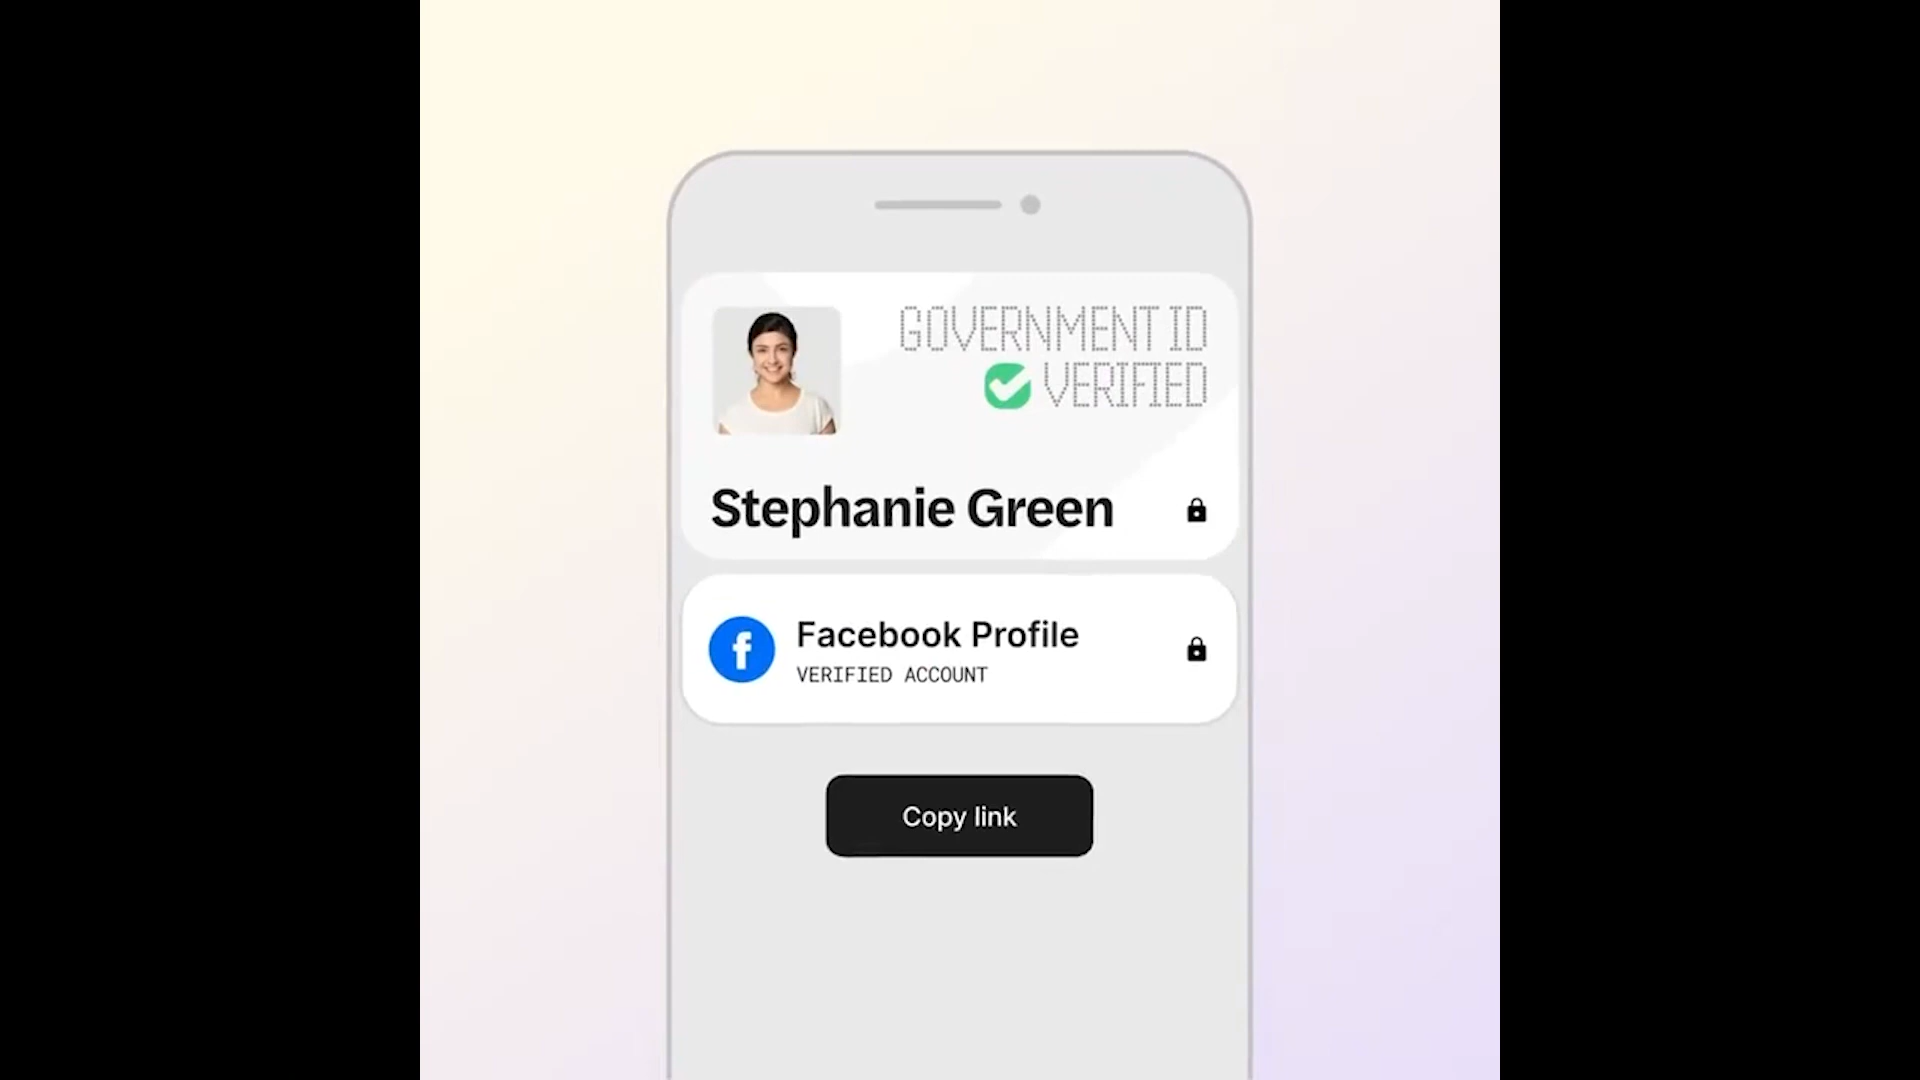 GOVERNMENT ID
VERIFIED
Stephanie Green
Facebook Profile
VERIFIED ACCOUNT
Copy link